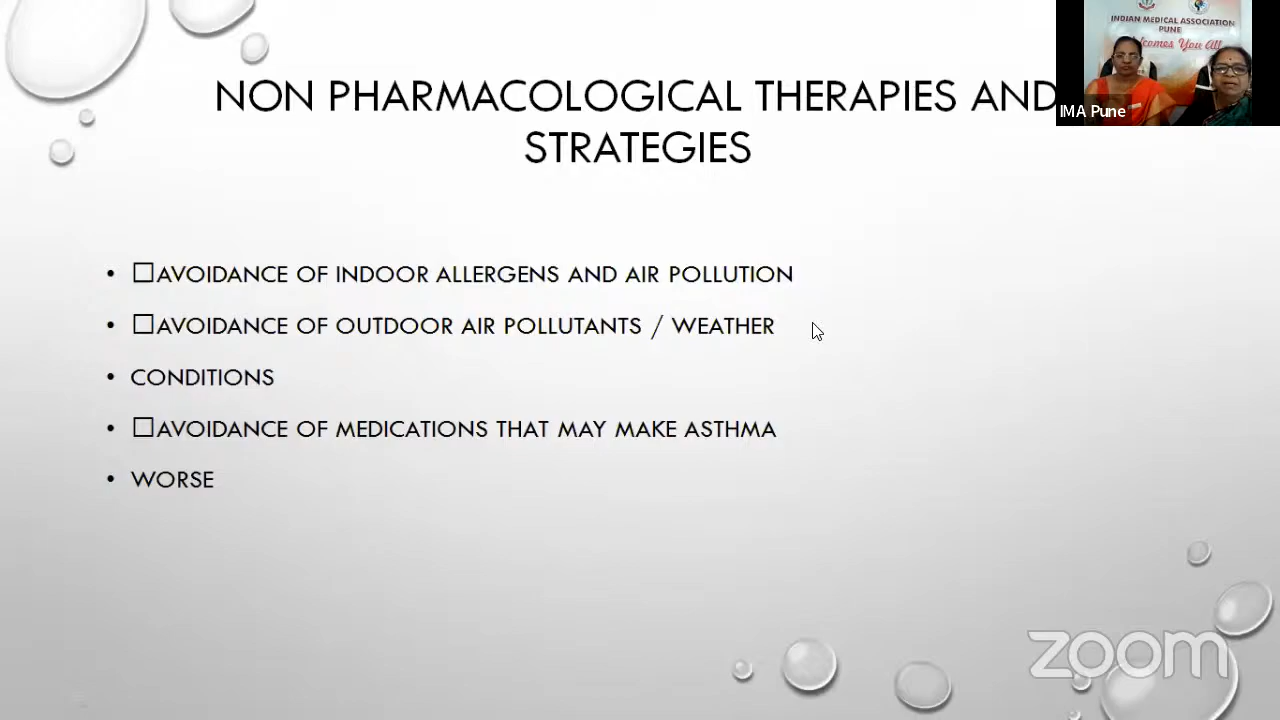 INDIAN MEDICAL ASSOCIATION
PUNE
comes You All
IMA Pune
NON PHARMACOLOGICAL THERAPIES AND
STRATEGIES
• ☐AVOIDANCE OF INDOOR ALLERGENS AND AIR POLLUTION
• ☐AVOIDANCE OF OUTDOOR AIR POLLUTANTS / WEATHER
• CONDITIONS
• ☐AVOIDANCE OF MEDICATIONS THAT MAY MAKE ASTHMA
• WORSE
zoom